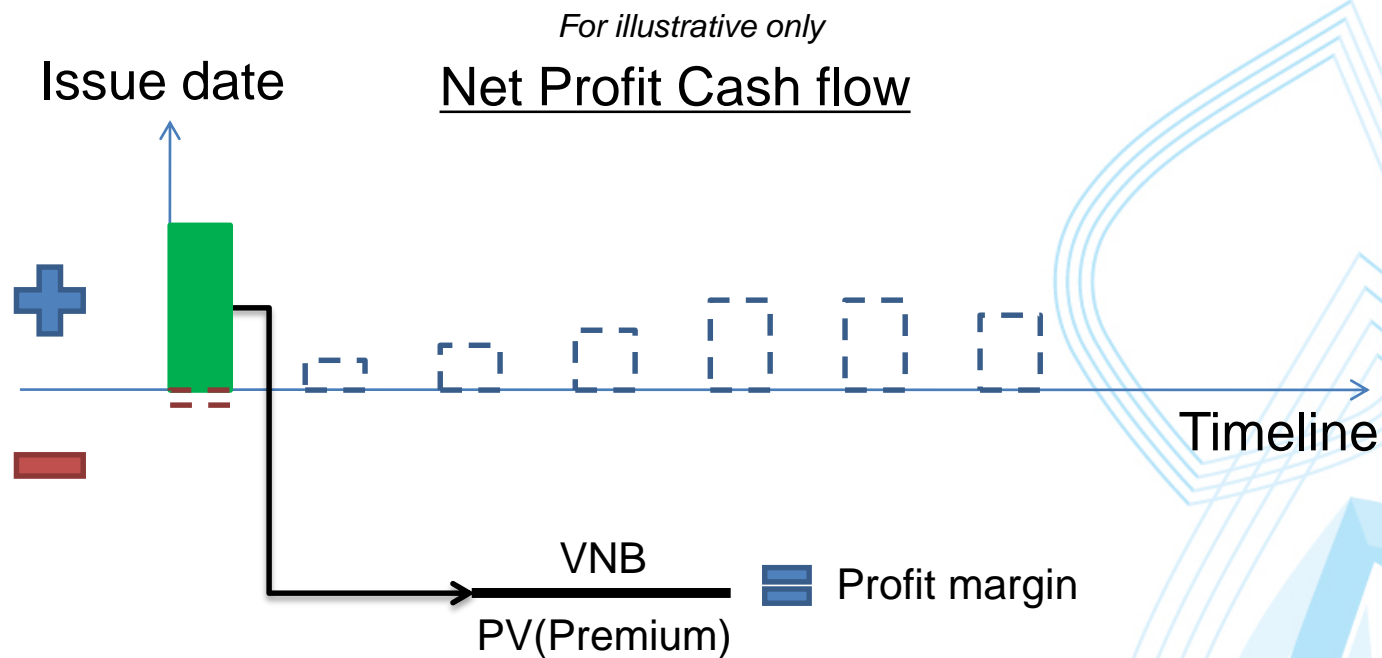 For illustrative only
Issue date
Net Profit Cash flow
Timeline
VNB
PV(Premium)
Profit margin